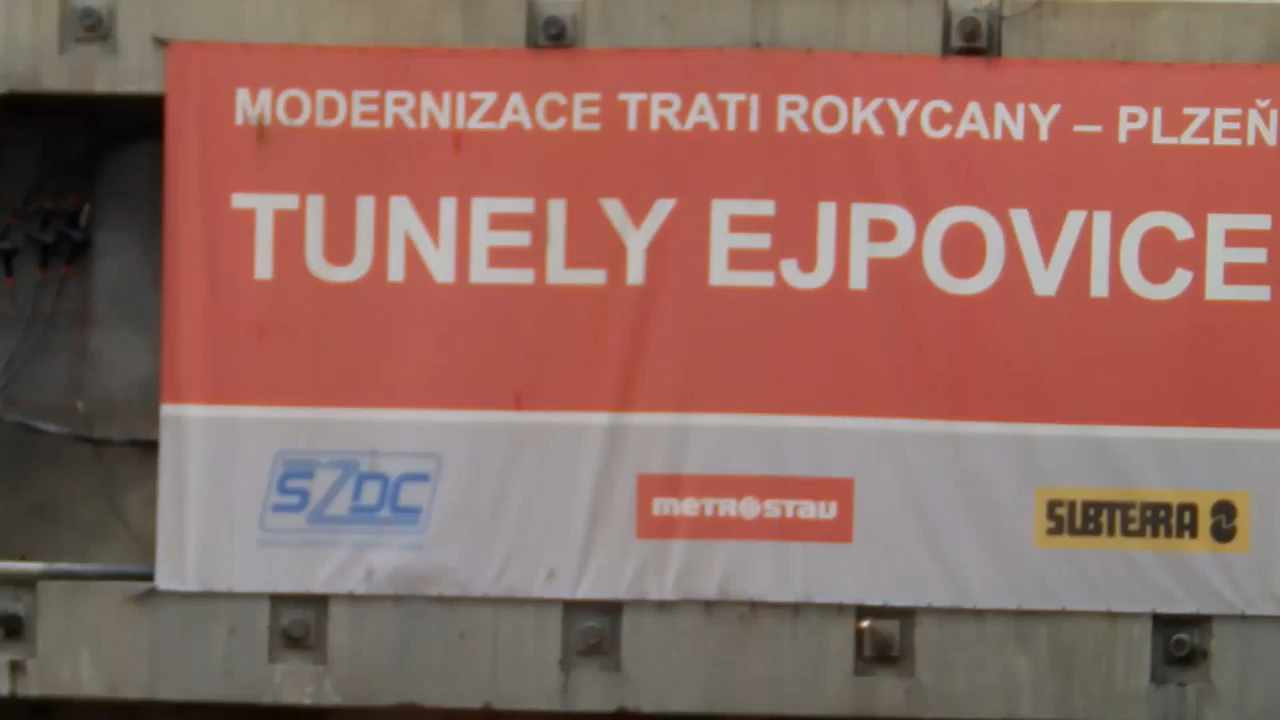 MODERNIZACE TRATI ROKYCANY – PLZEŇ
TUNELY EJPOVICE
SŽDC
METROSTAV
SUBTERRA